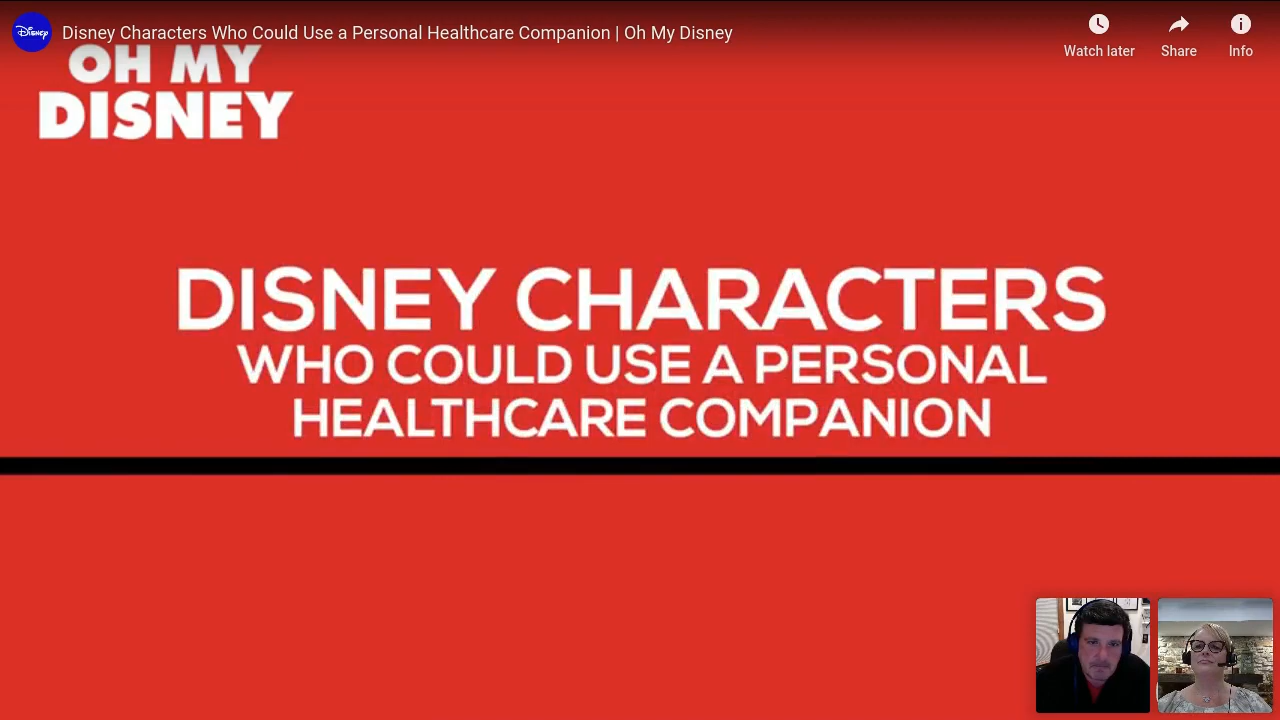 Disney
Disney Characters Who Could Use a Personal Healthcare Companion | Oh My Disney
Watch later
Share
Info
OH MY
DISNEY
DISNEY CHARACTERS
WHO COULD USE A PERSONAL
HEALTHCARE COMPANION